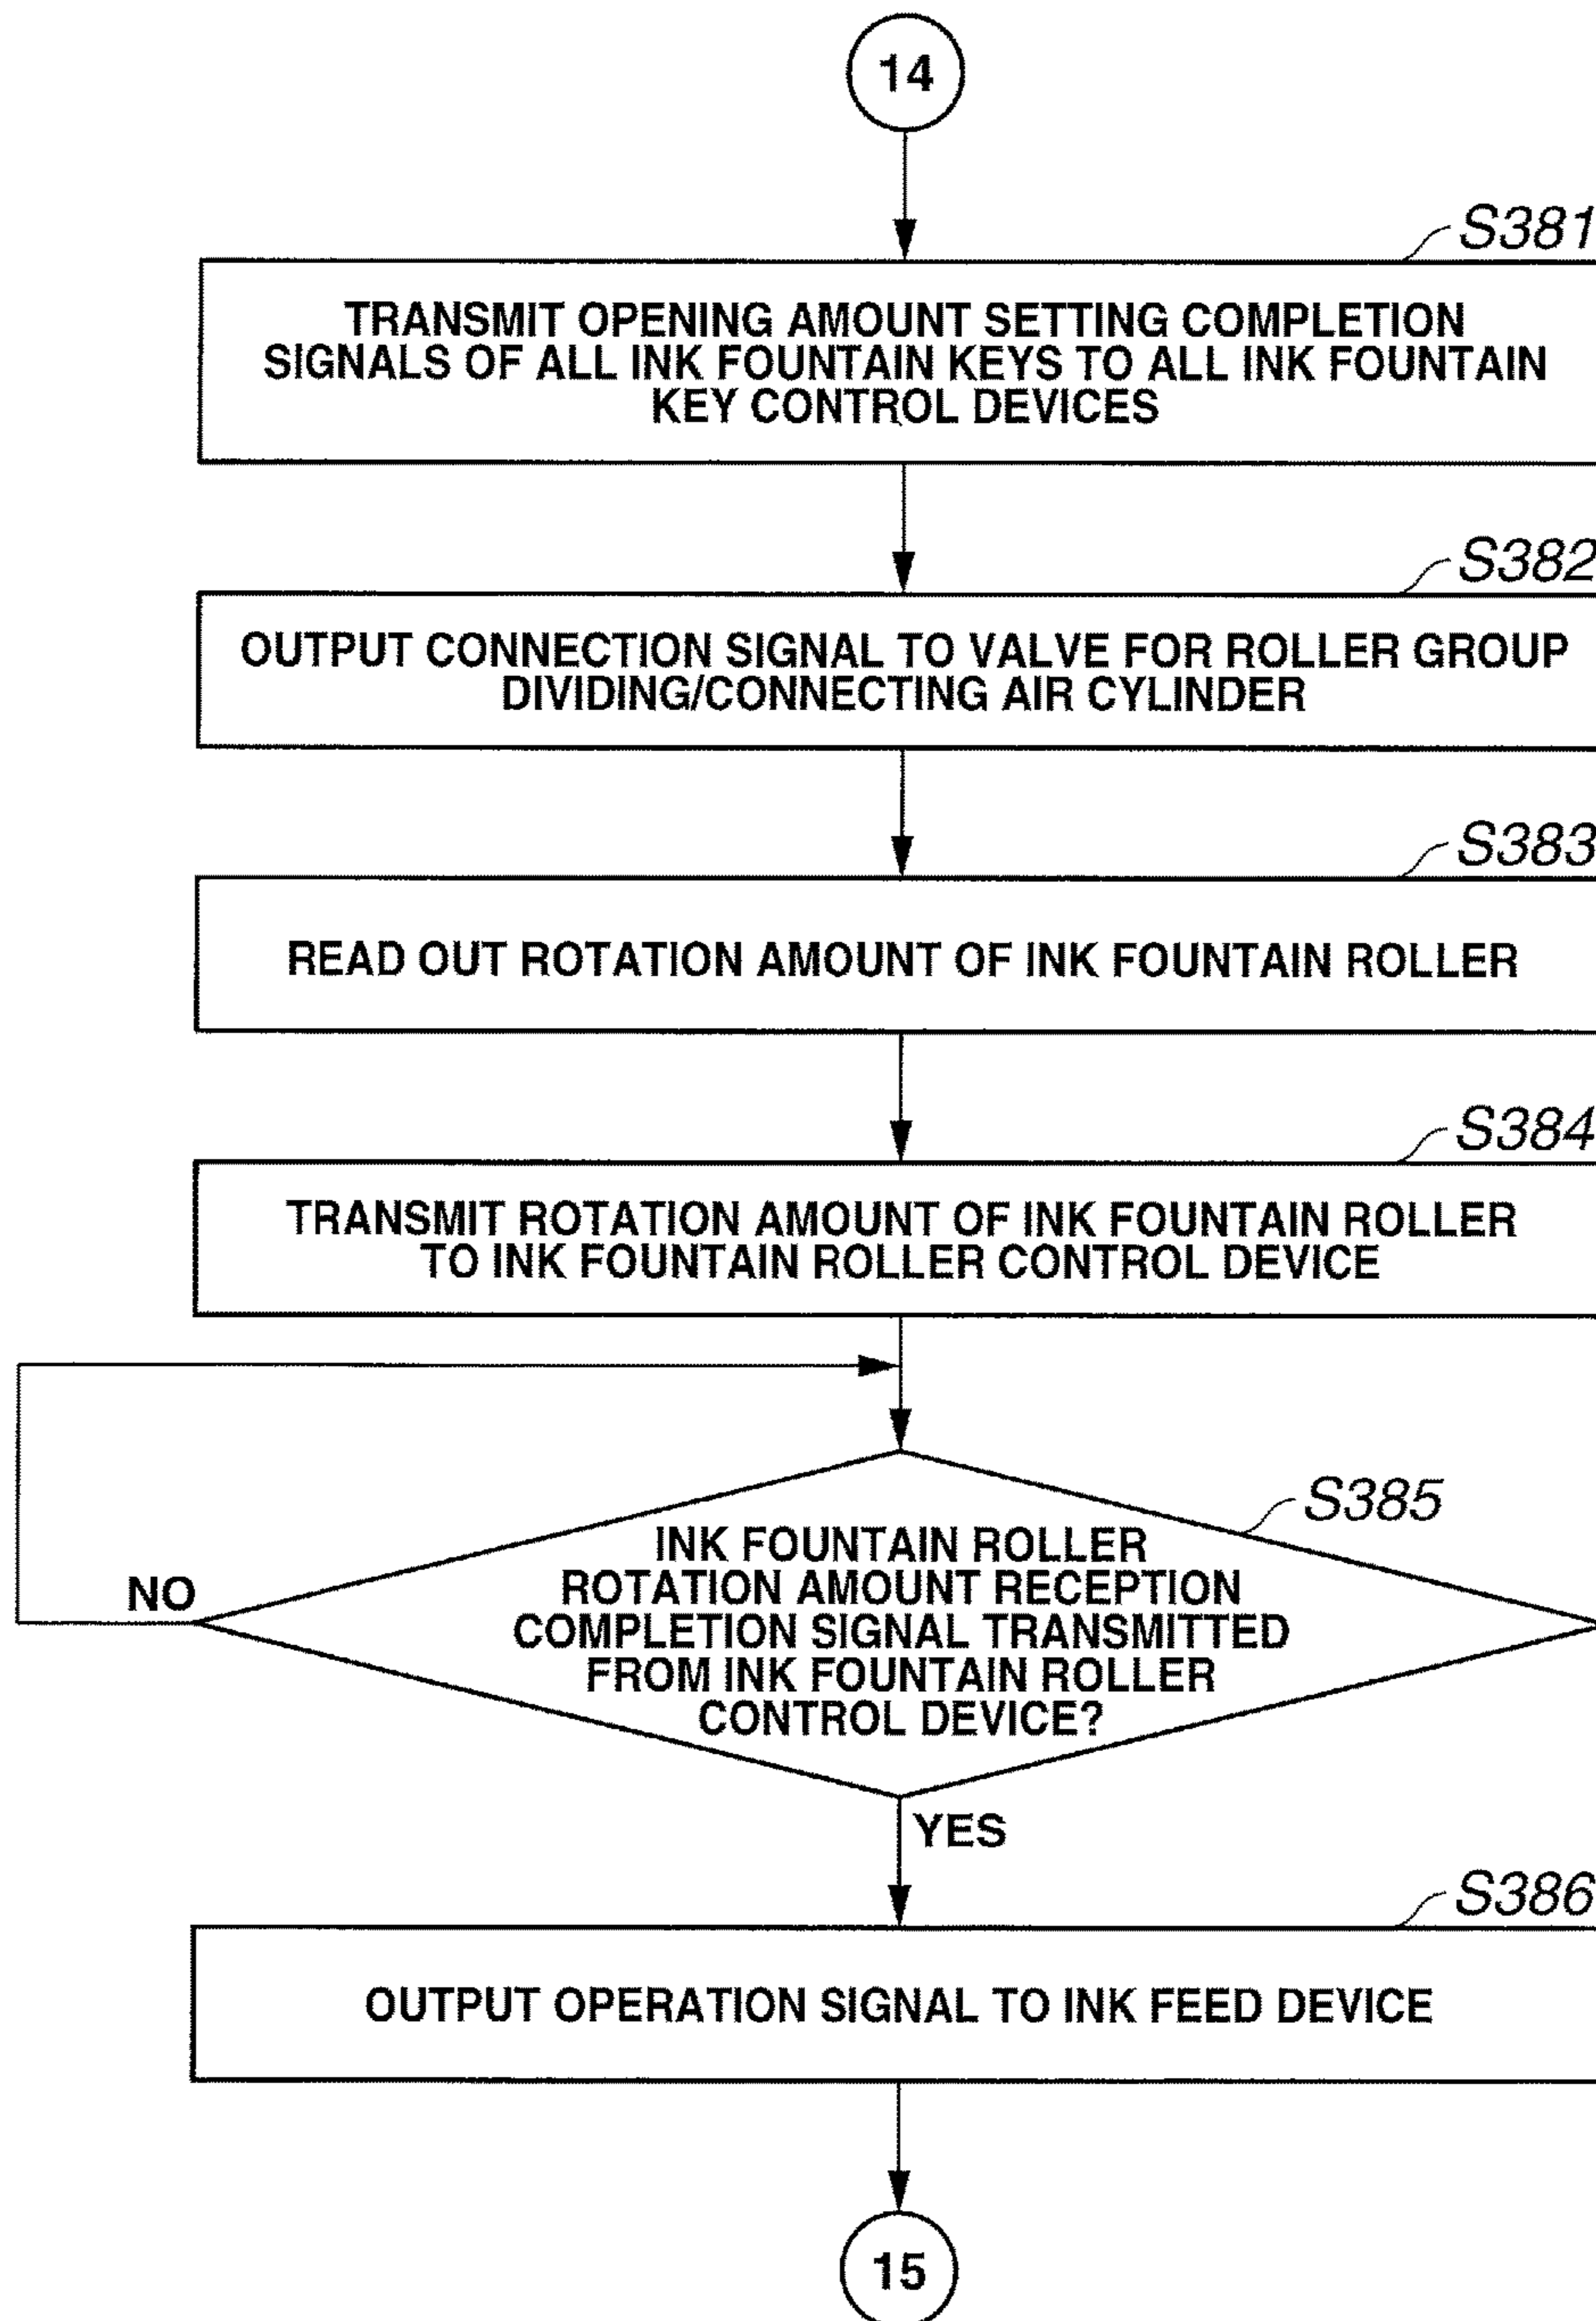 14
S381
TRANSMIT OPENING AMOUNT SETTING COMPLETION
SIGNALS OF ALL INK FOUNTAIN KEYS TO ALL INK FOUNTAIN
KEY CONTROL DEVICES
S382
OUTPUT CONNECTION SIGNAL TO VALVE FOR ROLLER GROUP
DIVIDING/CONNECTING AIR CYLINDER
S383
READ OUT ROTATION AMOUNT OF INK FOUNTAIN ROLLER
S384
TRANSMIT ROTATION AMOUNT OF INK FOUNTAIN ROLLER
TO INK FOUNTAIN ROLLER CONTROL DEVICE
S385
INK FOUNTAIN ROLLER
ROTATION AMOUNT RECEPTION
COMPLETION SIGNAL TRANSMITTED
FROM INK FOUNTAIN ROLLER
CONTROL DEVICE?
NO
YES
S386
OUTPUT OPERATION SIGNAL TO INK FEED DEVICE
15